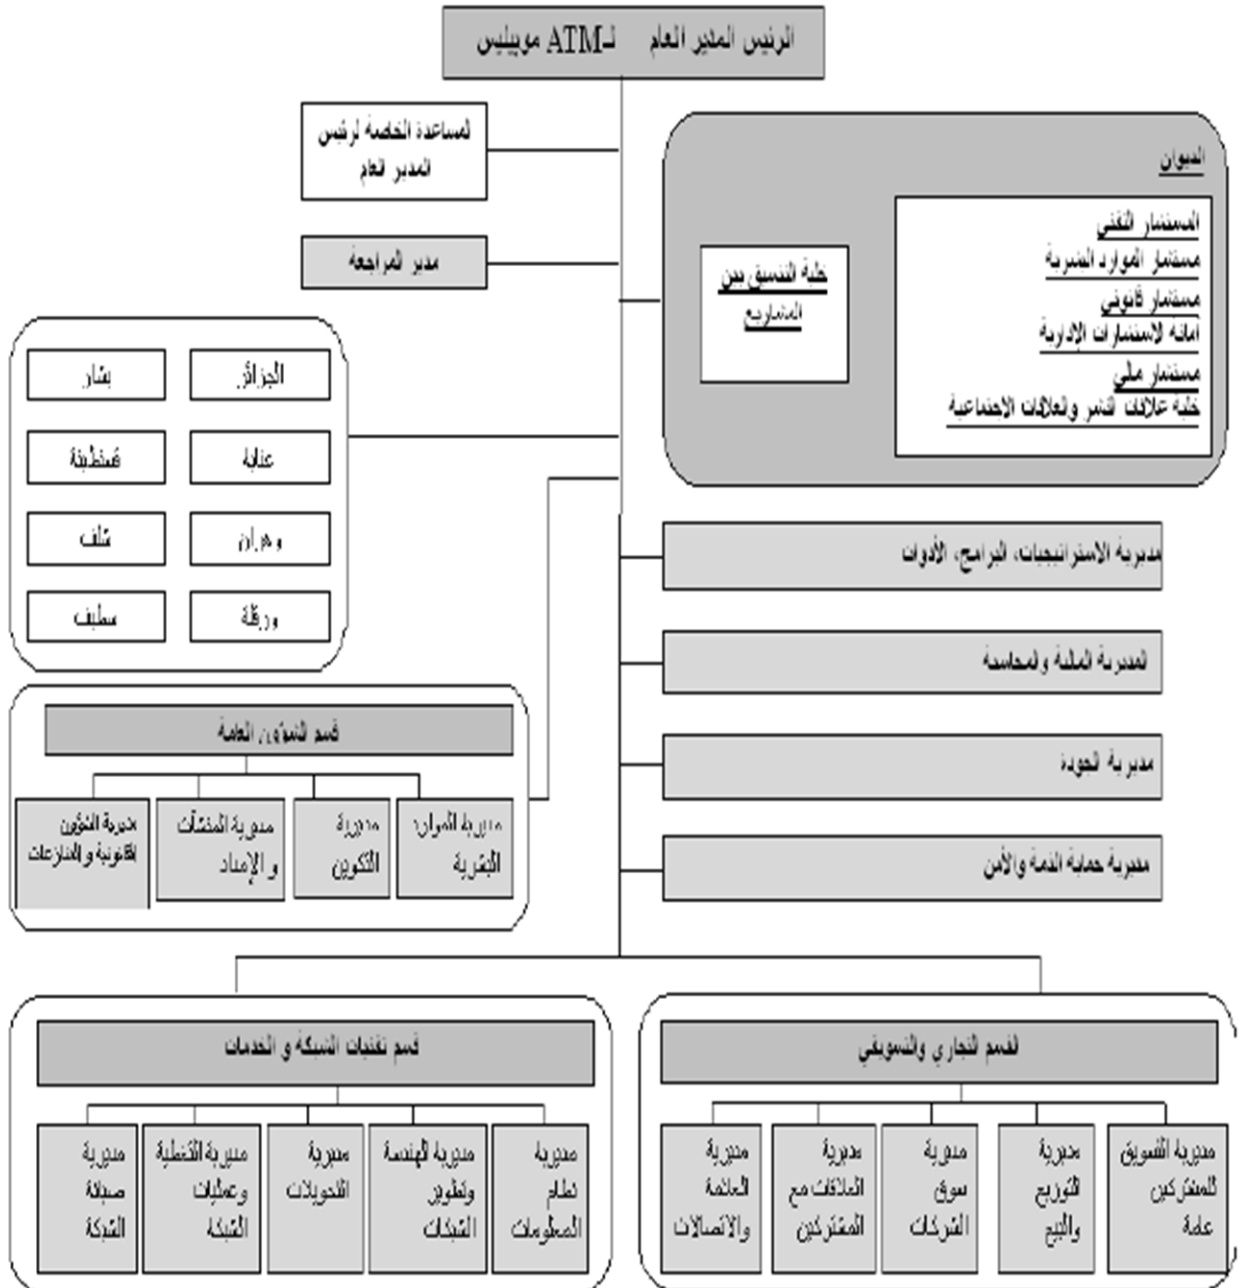 الرئيس المدير العام لـATM موبيليس
المساعدة الخاصة لرئيس
المدير العام
مدير المراجعة
الديوان
المستشار التقني
مستشار الموارد البشرية
مستشار قانوني
امانة الاستشارات الإدارية
مستشار مالي
خلية علاقات النشر والعلاقات الاجتماعية
خلية التنسيق بين
المشاريع
الجزائر
بشار
عنابة
قسنطينة
وهران
شلف
ورقلة
سطيف
مديرية الاستراتيجيات، البرامج، الأدوات
المديرية المالية والمحاسبة
مديرية الجودة
مديرية حماية الذمة والأمن
قسم الشؤون العامة
مديرية الموارد
البشرية
مديرية
التكوين
مديرية المنشآت
و الإمداد
مديرية الشؤون
القانونية و المنازعات
القسم التجاري والتسويقي
مديرية التسويق
للمشتركين
عامة
مديرية
التوزيع
والبيع
مديرية
سوق
الشركات
مديرية
العلاقات مع
المشتركين
مديرية
العلامة
والاتصالات
قسم تقنيات الشبكة و الخدمات
مديرية
نظام
المعلومات
مديرية الهندسة
وتطوير
الشبكات
مديرية
التحويلات
مديرية التغطية
وعمليات
الشبكة
مديرية
صيانة
الشبكة